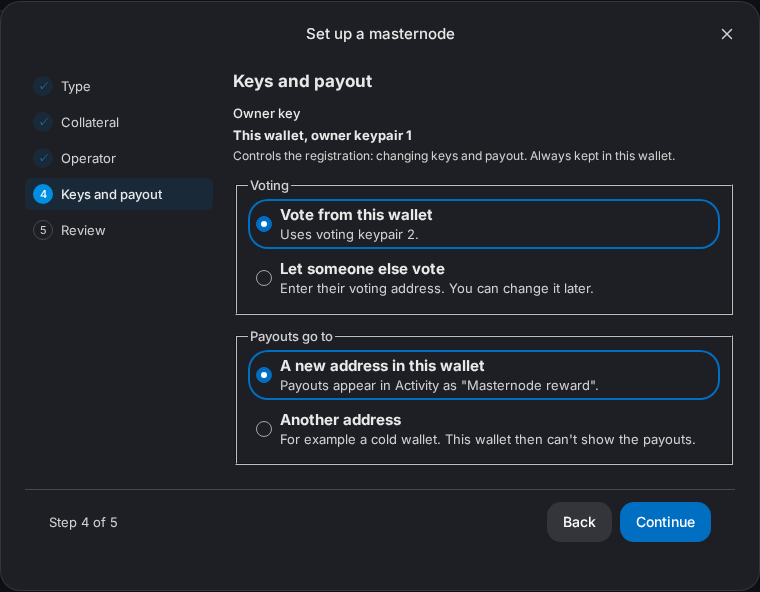 Set up a masternode
Type
Collateral
Operator
4 Keys and payout
5 Review
Keys and payout
Owner key
This wallet, owner keypair 1
Controls the registration: changing keys and payout. Always kept in this wallet.
Voting
Vote from this wallet
Uses voting keypair 2.
Let someone else vote
Enter their voting address. You can change it later.
Payouts go to
A new address in this wallet
Payouts appear in Activity as "Masternode reward".
Another address
For example a cold wallet. This wallet then can't show the payouts.
Step 4 of 5
Back
Continue